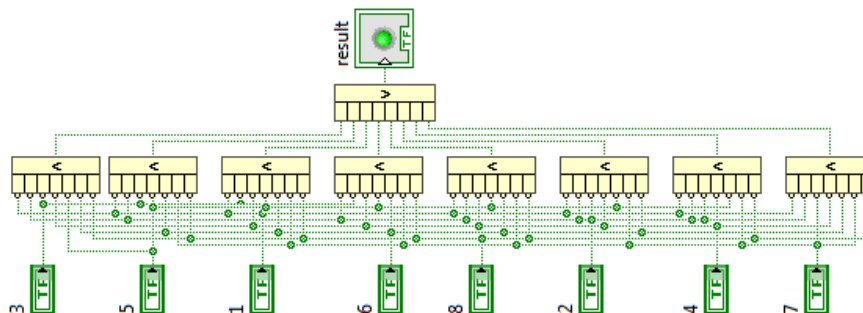 result
TF
∨
∧ ∧ ∧ ∧ ∧ ∧ ∧ ∧
TF TF TF TF TF TF TF TF
3 5 1 6 8 2 4 7